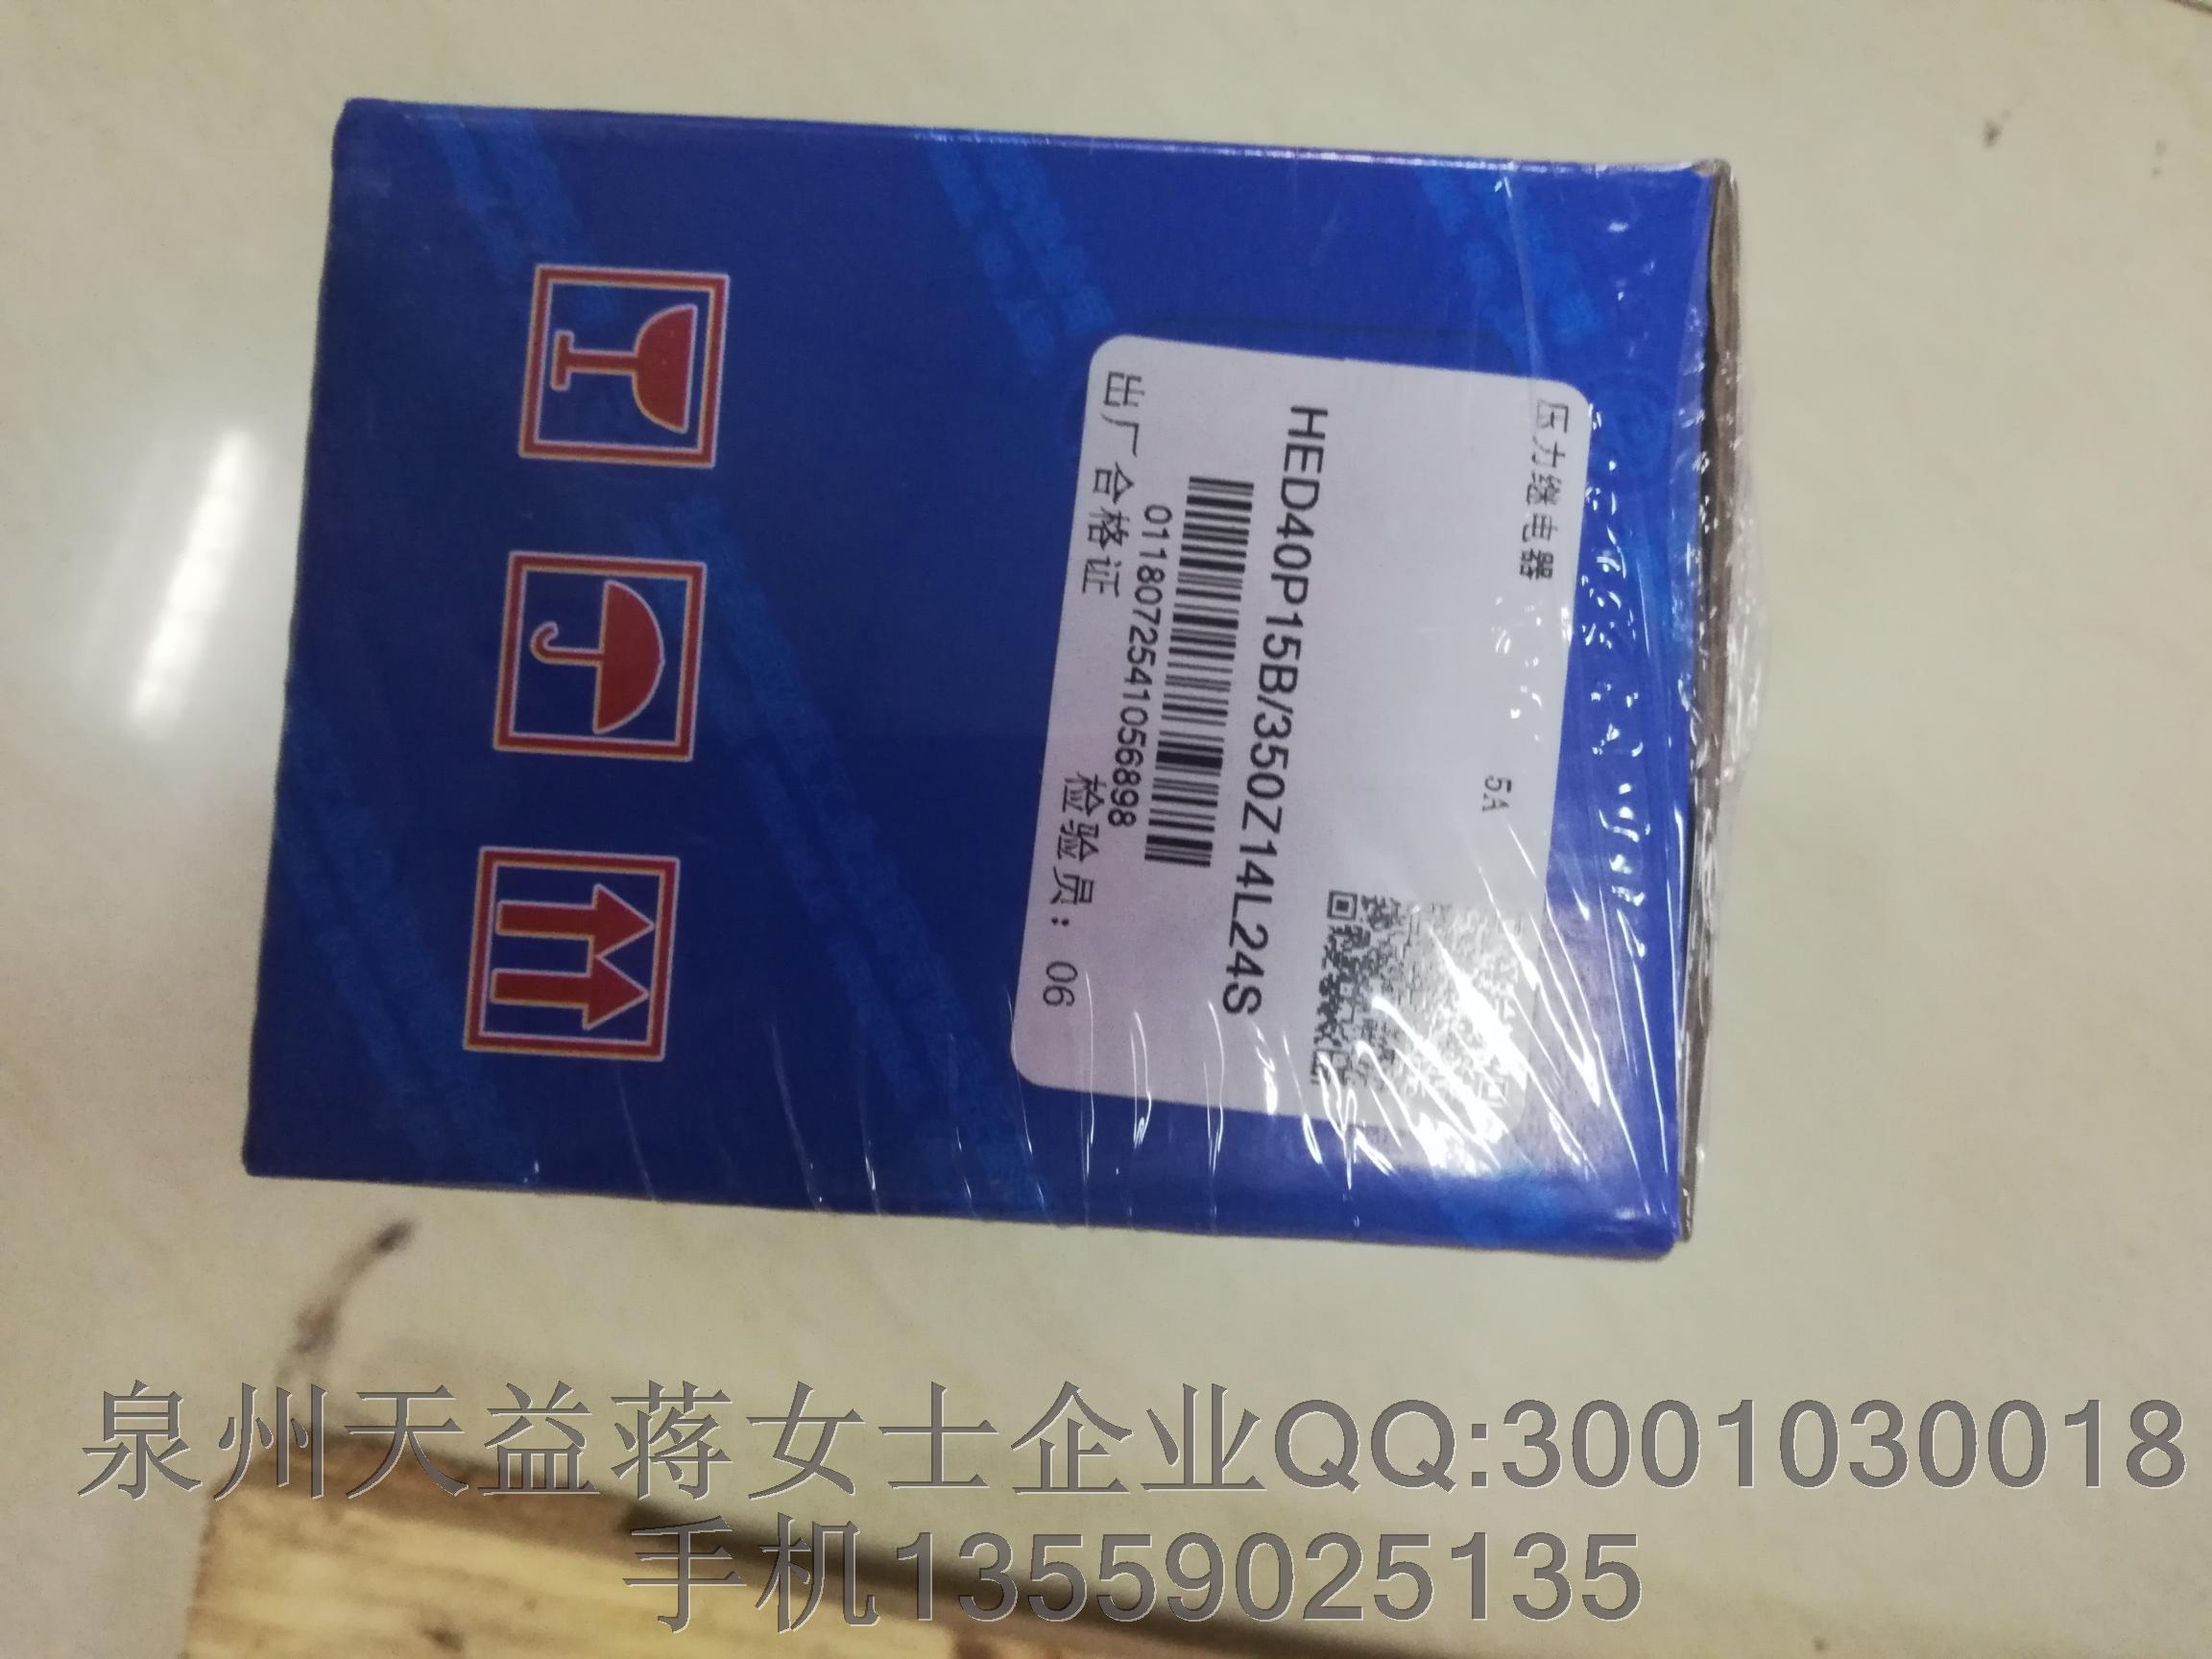 压力继电器
5A
HED40P15B/350Z14L24S
01180725541056898
出厂合格证 检验员：06
泉州天益蒋女士企业QQ:3001030018
手机13559025135